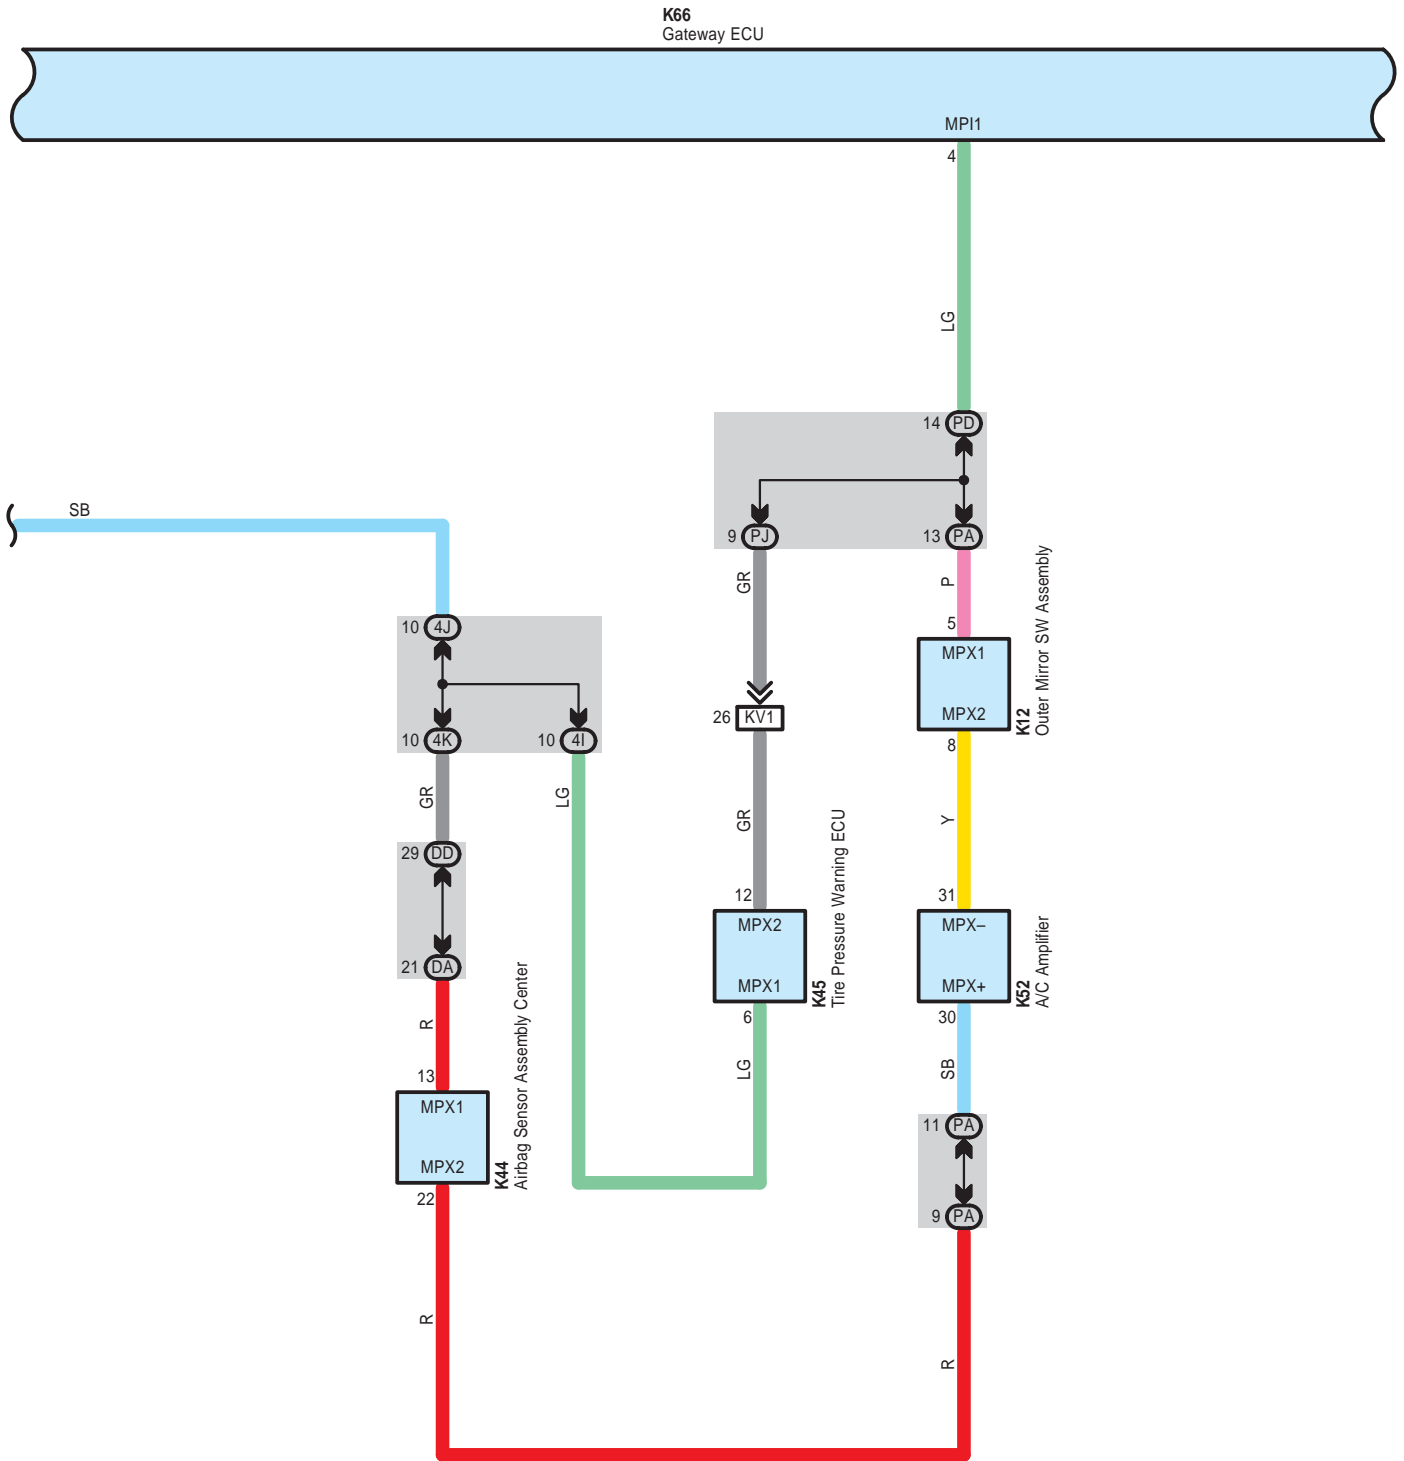 K66
Gateway ECU
MPI1
4
LG
14 PD
SB
9 PJ
13 PA
GR
P
5
MPX1
MPX2
K12
Outer Mirror SW Assembly
10 4J
26 KV1
8
10 4K
10 4I
GR
LG
GR
Y
29 DD
12
31
MPX2
MPX1
K45
Tire Pressure Warning ECU
MPX–
MPX+
K52
A/C Amplifier
21 DA
6
30
R
LG
SB
13
MPX1
MPX2
K44
Airbag Sensor Assembly Center
11 PA
22
9 PA
R
R